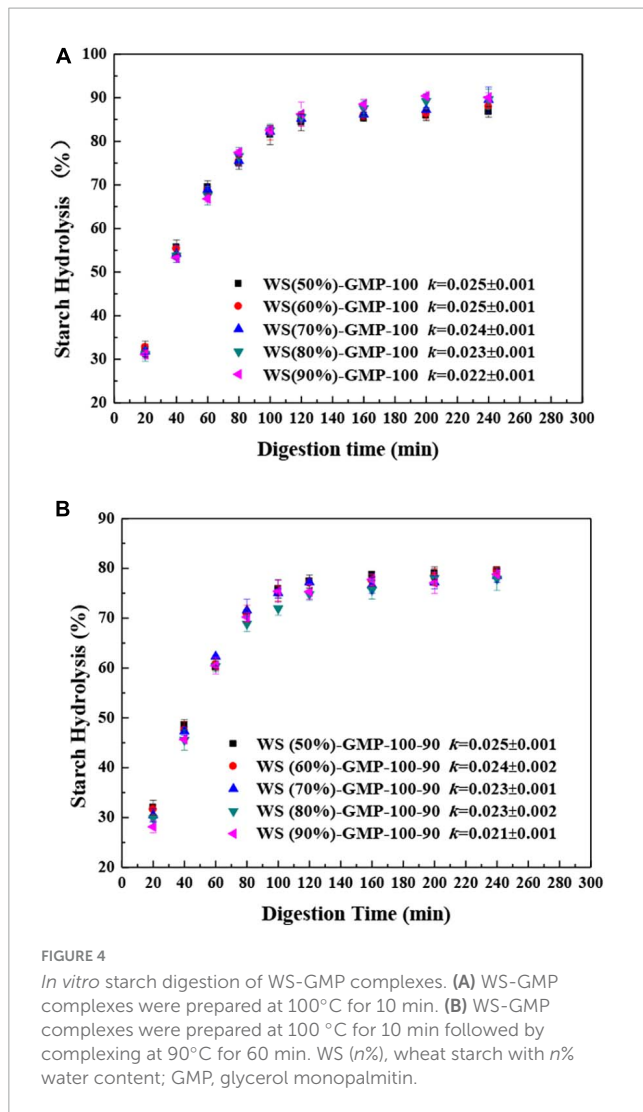 A
100
90
80
70
60
50
40
30
20
Starch Hydrolysis (%)
WS(50%)-GMP-100 k=0.025±0.001
WS(60%)-GMP-100 k=0.025±0.001
WS(70%)-GMP-100 k=0.024±0.001
WS(80%)-GMP-100 k=0.023±0.001
WS(90%)-GMP-100 k=0.022±0.001
0 20 40 60 80 100 120 140 160 180 200 220 240 260 280 300
Digestion time (min)
B
90
80
70
60
50
40
30
20
Starch Hydrolysis (%)
WS (50%)-GMP-100-90 k=0.025±0.001
WS (60%)-GMP-100-90 k=0.024±0.002
WS (70%)-GMP-100-90 k=0.023±0.001
WS (80%)-GMP-100-90 k=0.023±0.002
WS (90%)-GMP-100-90 k=0.021±0.001
0 20 40 60 80 100 120 140 160 180 200 220 240 260 280 300
Digestion Time (min)
FIGURE 4
In vitro starch digestion of WS-GMP complexes. (A) WS-GMP
complexes were prepared at 100°C for 10 min. (B) WS-GMP
complexes were prepared at 100 °C for 10 min followed by
complexing at 90°C for 60 min. WS (n%), wheat starch with n%
water content; GMP, glycerol monopalmitin.